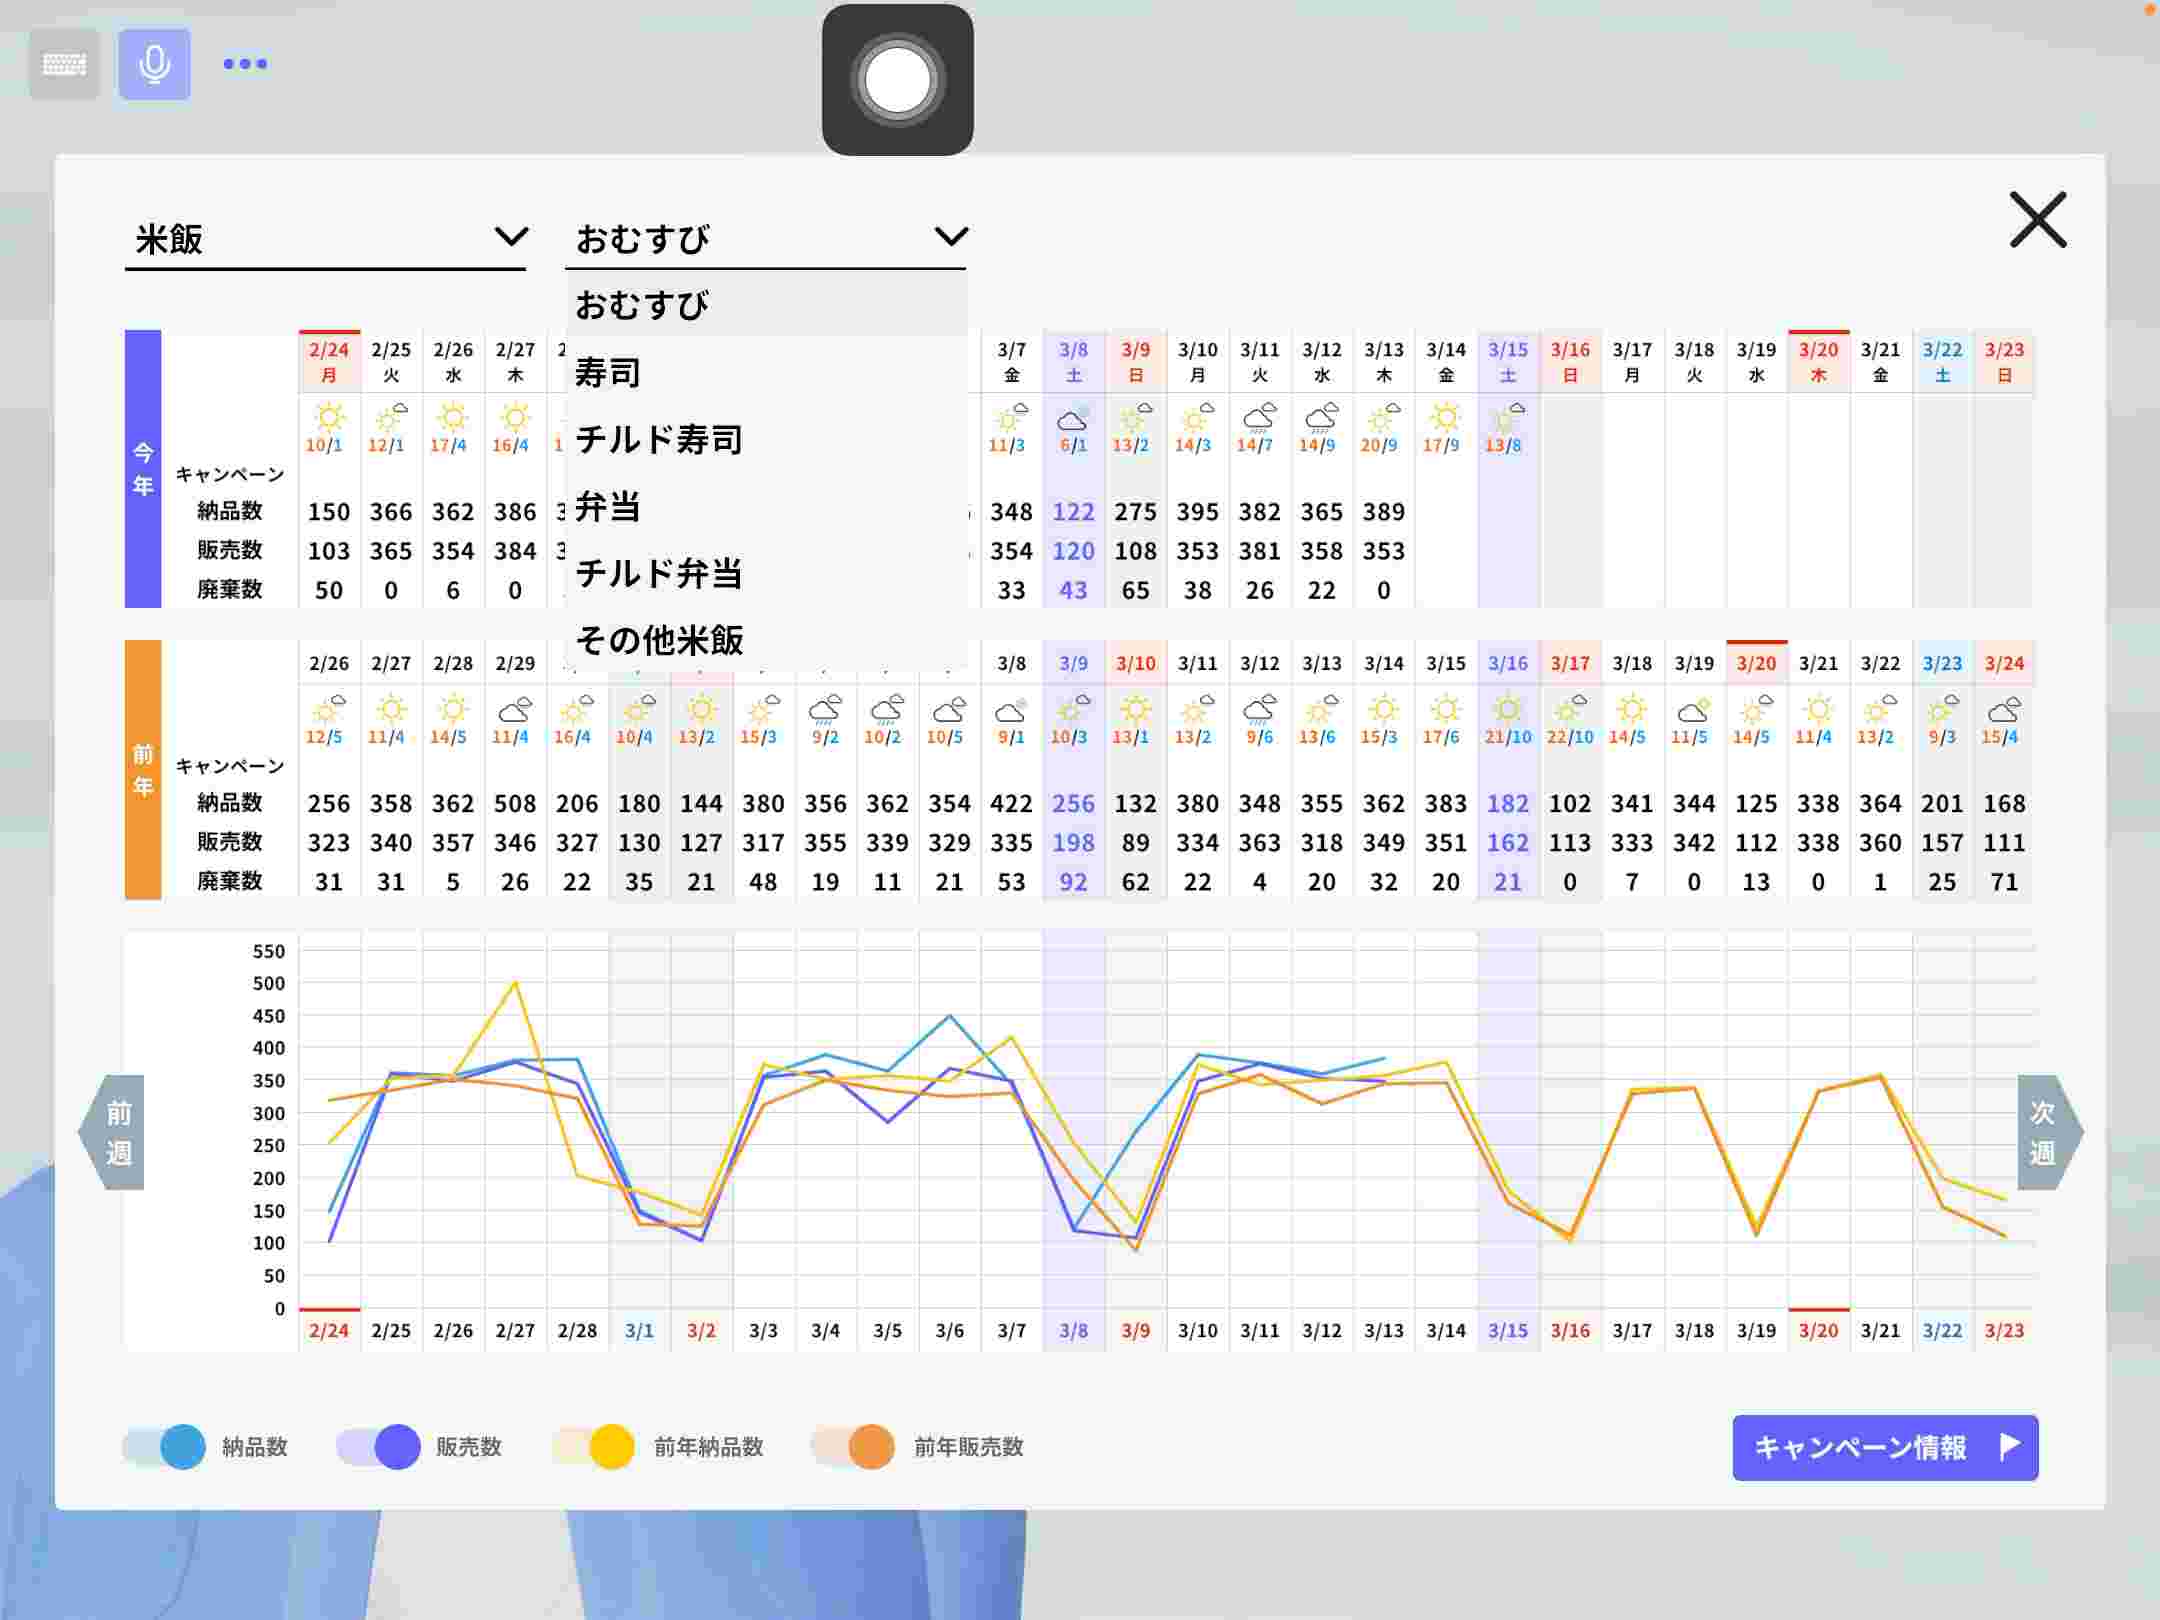 米飯
おむすび
おむすび
寿司
チルド寿司
弁当
チルド弁当
その他米飯
今年
2/24 2/25 2/26 2/27 3/7 3/8 3/9 3/10 3/11 3/12 3/13 3/14 3/15 3/16 3/17 3/18 3/19 3/20 3/21 3/22 3/23
月 火 水 木 金 土 日 月 火 水 木 金 土 日 月 火 水 木 金 土 日
10/1 12/1 17/4 16/4 11/3 6/1 13/2 14/3 14/7 14/9 20/9 17/9 13/8
キャンペーン
納品数 150 366 362 386 348 122 275 395 382 365 389
販売数 103 365 354 384 354 120 108 353 381 358 353
廃棄数 50 0 6 0 33 43 65 38 26 22 0
前年
2/26 2/27 2/28 2/29 3/8 3/9 3/10 3/11 3/12 3/13 3/14 3/15 3/16 3/17 3/18 3/19 3/20 3/21 3/22 3/23 3/24
12/5 11/4 14/5 11/4 16/4 10/4 13/2 15/3 9/2 10/2 10/5 9/1 10/3 13/1 13/2 9/6 13/6 15/3 17/6 21/10 22/10 14/5 11/5 14/5 11/4 13/2 9/3 15/4
キャンペーン
納品数 256 358 362 508 206 180 144 380 356 362 354 422 256 132 380 348 355 362 383 182 102 341 344 125 338 364 201 168
販売数 323 340 357 346 327 130 127 317 355 339 329 335 198 89 334 363 318 349 351 162 113 333 342 112 338 360 157 111
廃棄数 31 31 5 26 22 35 21 48 19 11 21 53 92 62 22 4 20 32 20 21 0 7 0 13 0 1 25 71
550
500
450
400
350
300
250
200
150
100
50
0
2/24 2/25 2/26 2/27 2/28 3/1 3/2 3/3 3/4 3/5 3/6 3/7 3/8 3/9 3/10 3/11 3/12 3/13 3/14 3/15 3/16 3/17 3/18 3/19 3/20 3/21 3/22 3/23
前週
次週
納品数 販売数 前年納品数 前年販売数
キャンペーン情報